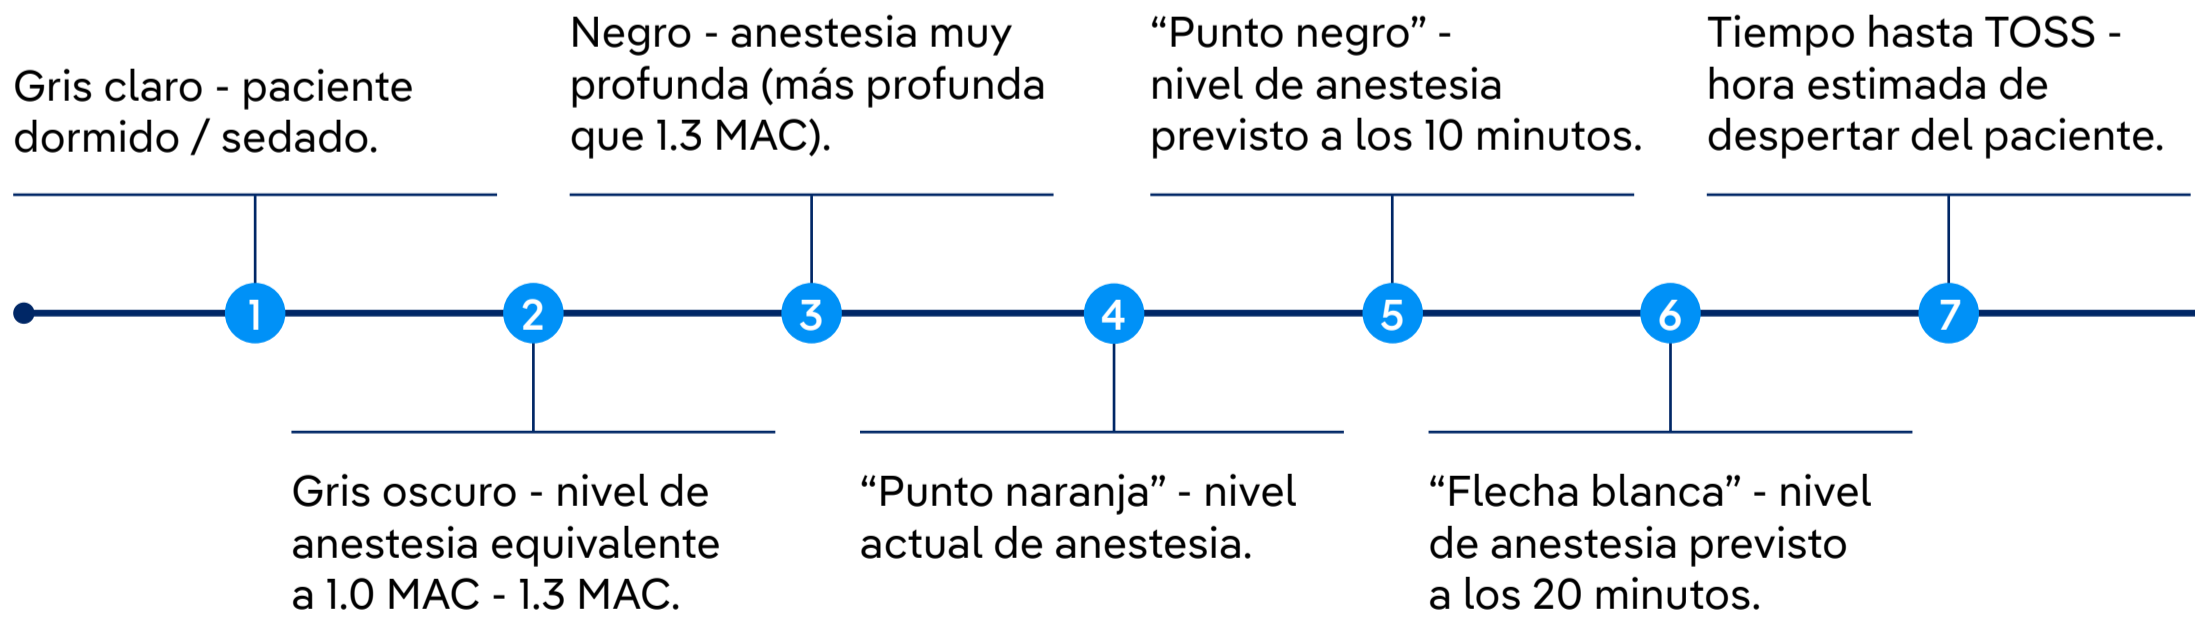 Gris claro - paciente
dormido / sedado.
Negro - anestesia muy
profunda (más profunda
que 1.3 MAC).
“Punto negro” -
nivel de anestesia
previsto a los 10 minutos.
Tiempo hasta TOSS -
hora estimada de
despertar del paciente.
1
2
3
4
5
6
7
Gris oscuro - nivel de
anestesia equivalente
a 1.0 MAC - 1.3 MAC.
“Punto naranja” - nivel
actual de anestesia.
“Flecha blanca” - nivel
de anestesia previsto
a los 20 minutos.